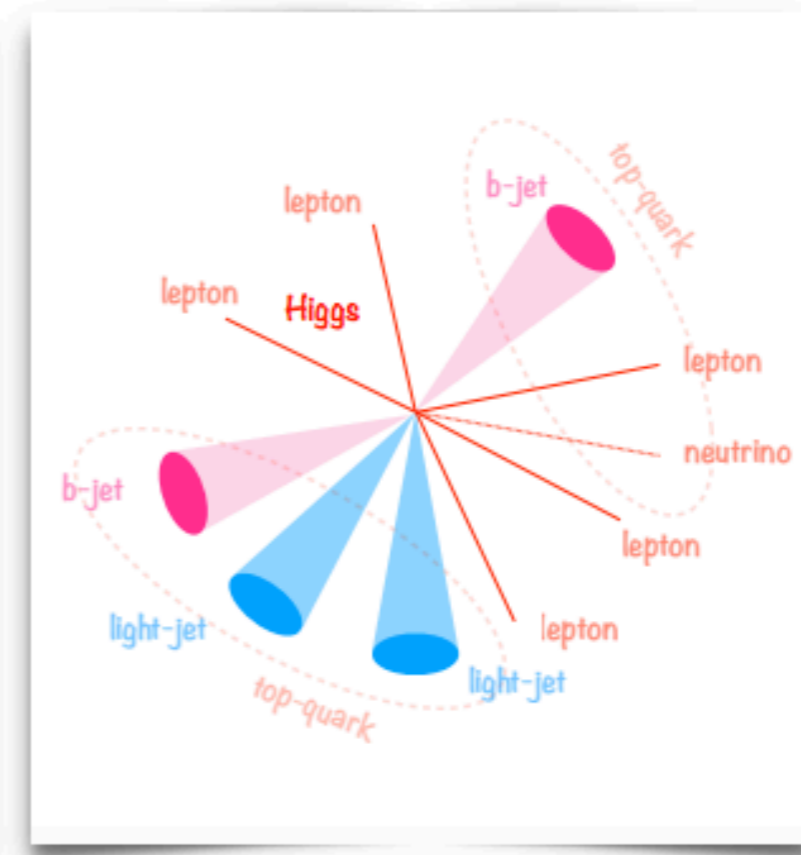 top-quark
b-jet
lepton
lepton
Higgs
lepton
neutrino
b-jet
lepton
light-jet
lepton
light-jet
top-quark